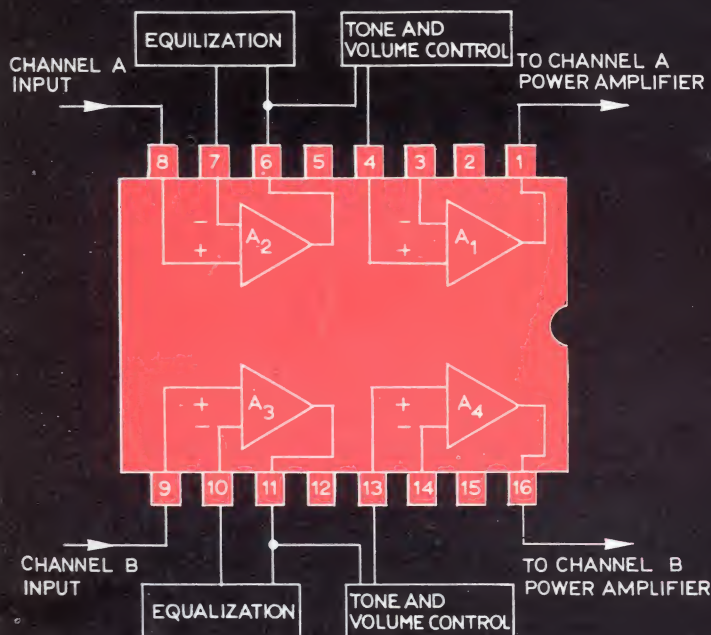 EQUILIZATION
TONE AND
VOLUME CONTROL
CHANNEL A
INPUT
TO CHANNEL A
POWER AMPLIFIER
8 7 6 5 4 3 2 1
− − 
+ A2 + A1
+ A3 + A4
− −
9 10 11 12 13 14 15 16
CHANNEL B
INPUT
TO CHANNEL B
POWER AMPLIFIER
EQUALIZATION
TONE AND
VOLUME CONTROL